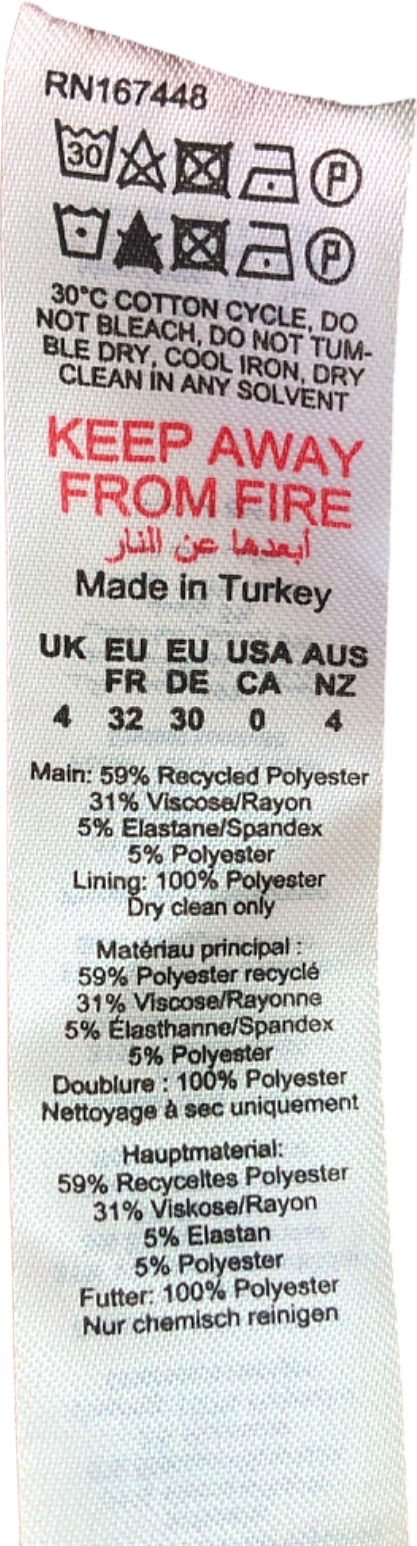 RN167448
30
P
P
30°C COTTON CYCLE, DO
NOT BLEACH, DO NOT TUM-
BLE DRY, COOL IRON, DRY
CLEAN IN ANY SOLVENT
KEEP AWAY
FROM FIRE
أبعدها عن النار
Made in Turkey
UK EU EU USA AUS
FR DE CA NZ
4 32 30 0 4
Main: 59% Recycled Polyester
31% Viscose/Rayon
5% Elastane/Spandex
5% Polyester
Lining: 100% Polyester
Dry clean only
Matériau principal :
59% Polyester recyclé
31% Viscose/Rayonne
5% Élasthanne/Spandex
5% Polyester
Doublure : 100% Polyester
Nettoyage à sec uniquement
Hauptmaterial:
59% Recyceltes Polyester
31% Viskose/Rayon
5% Elastan
5% Polyester
Futter: 100% Polyester
Nur chemisch reinigen